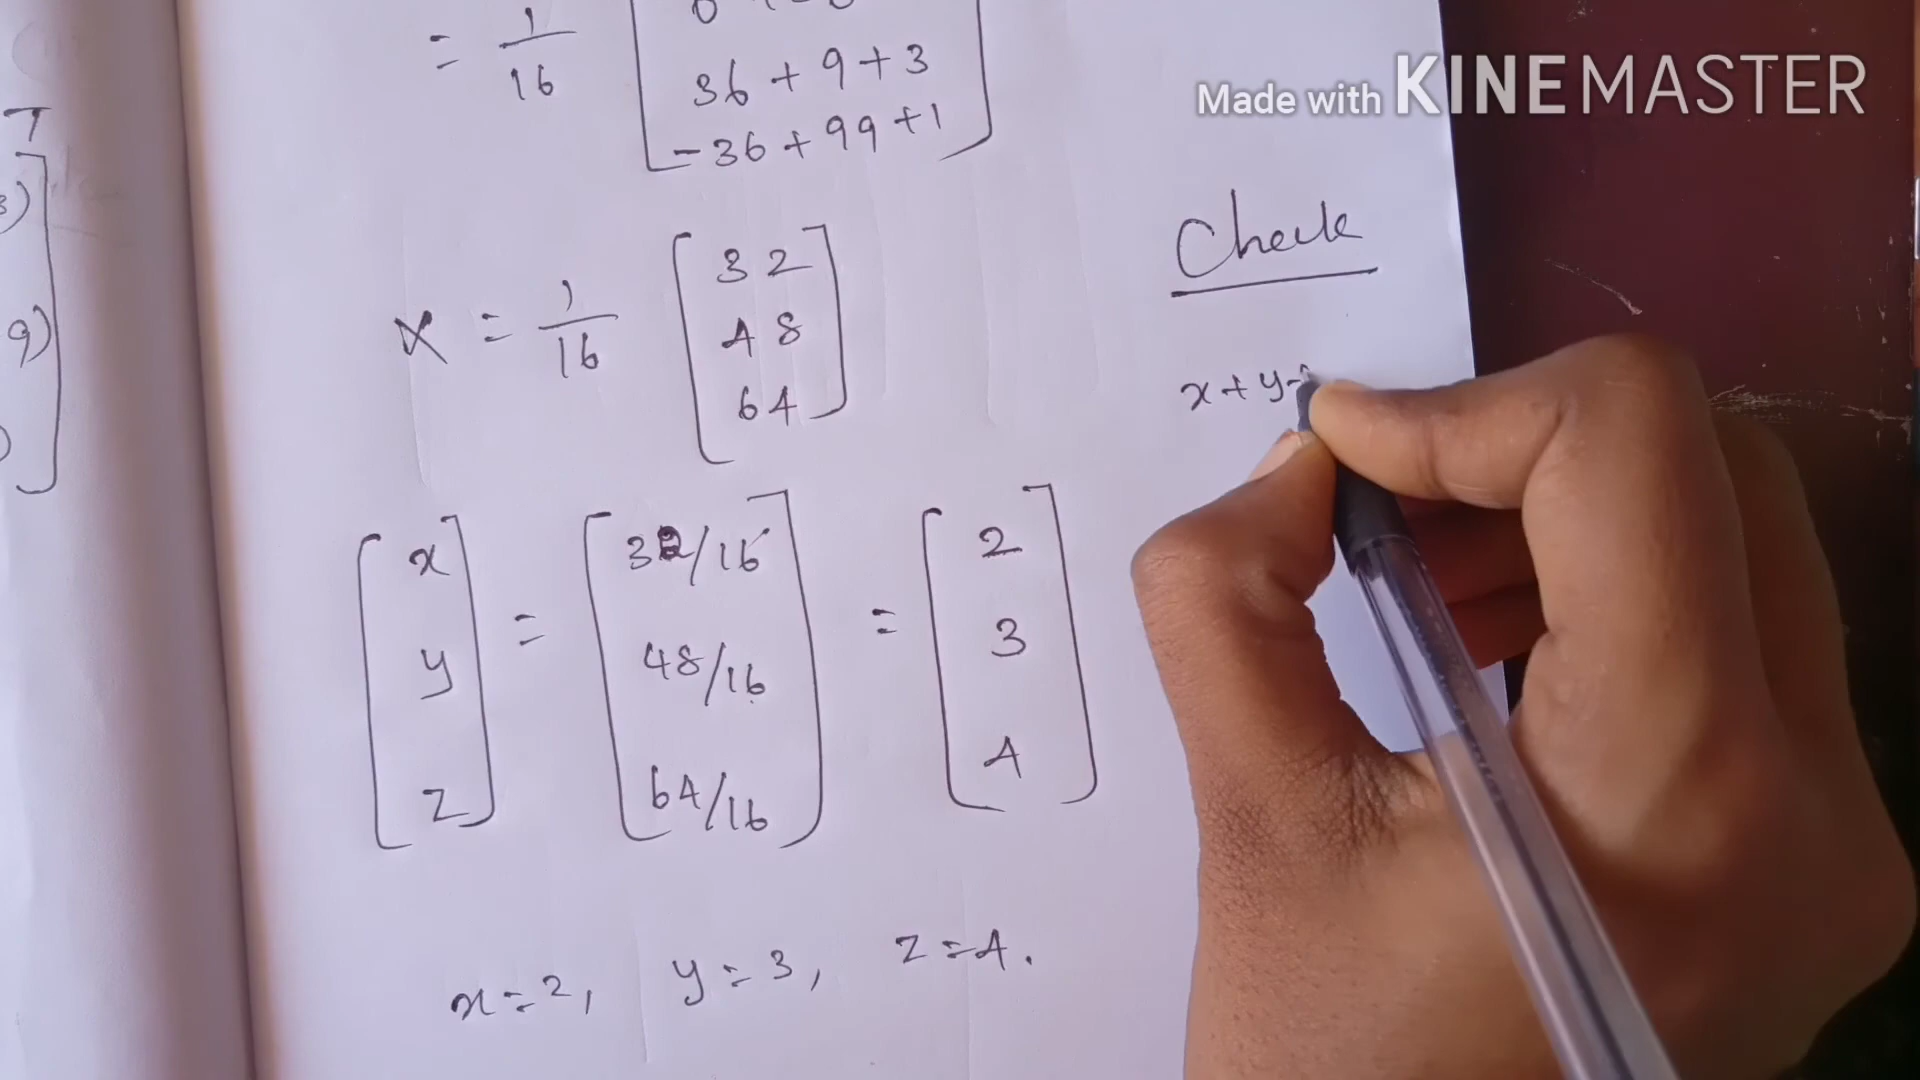 = 1/16 [
36 + 9 + 3
-36 + 99 + 1 ]
Made with KINEMASTER
Check
X = 1/16 [ 32
48
64 ]
x + y
[ x ] = [ 32/16 ] = [ 2 ]
[ y ] = [ 48/16 ] = [ 3 ]
[ z ] = [ 64/16 ] = [ 4 ]
x = 2, y = 3, z = 4.
T
9)